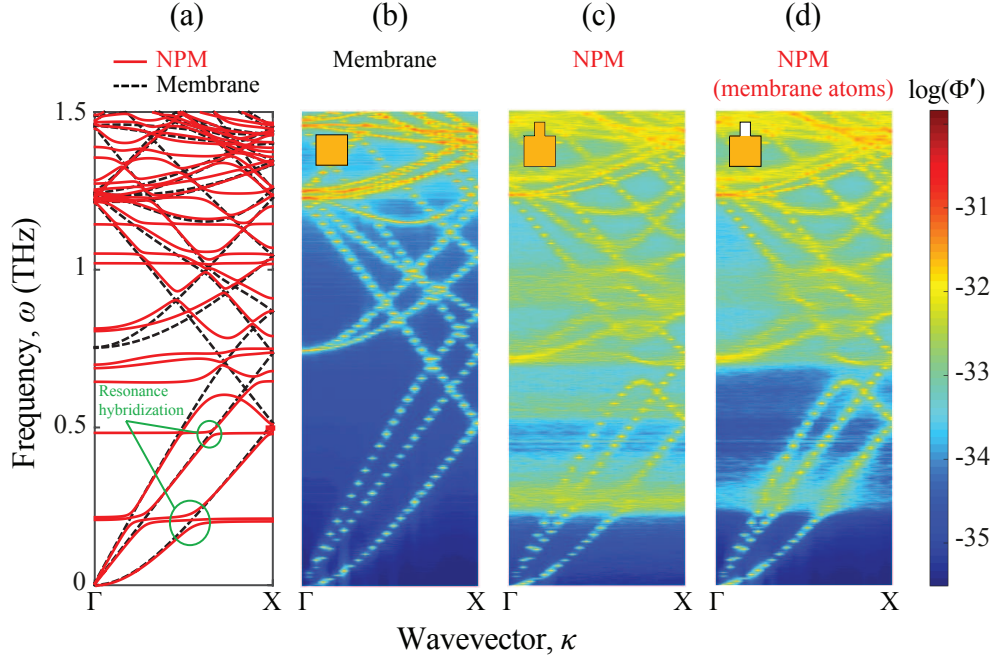 (a)
(b)
(c)
(d)
NPM
Membrane
Membrane
NPM
NPM
(membrane atoms)
log(Φ′)
1.5
1
0.5
0
Frequency, ω (THz)
Resonance
hybridization
-31
-32
-33
-34
-35
Γ X Γ X Γ X Γ X
Wavevector, κ